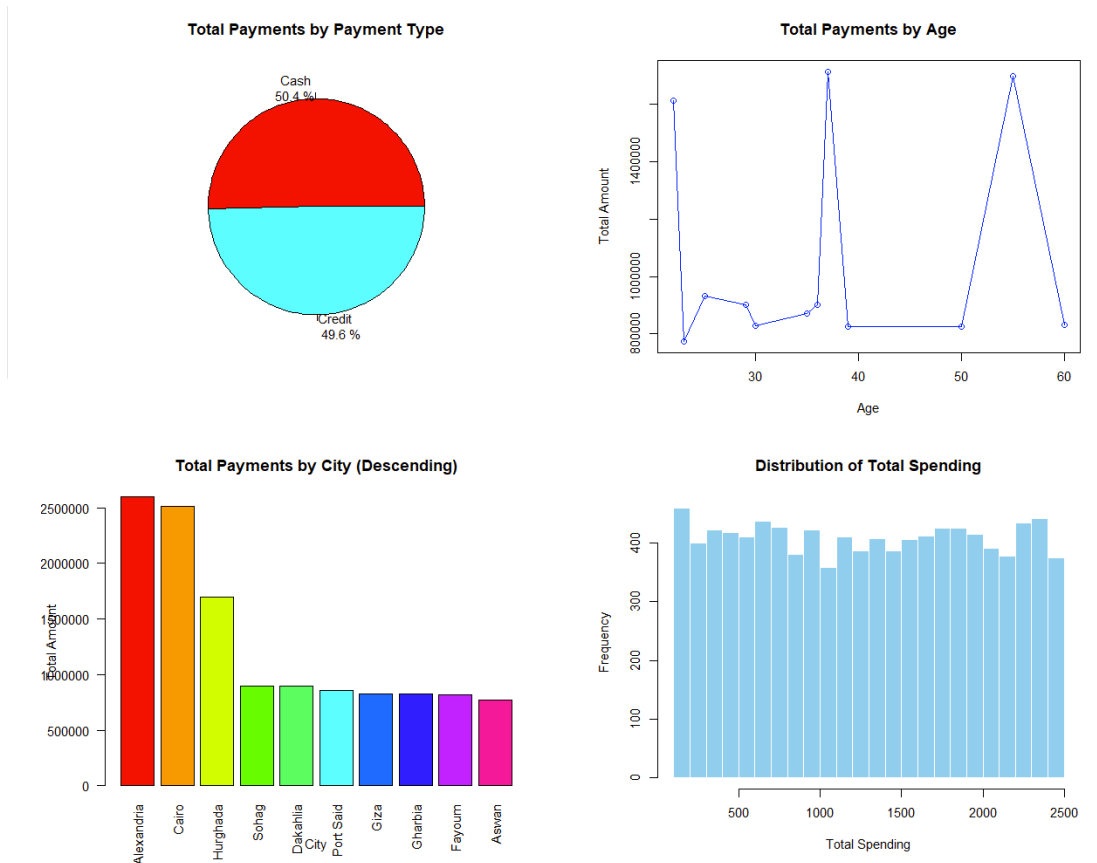 Total Payments by Payment Type
Cash
50.4 %
Credit
49.6 %
Total Payments by Age
Total Amount
800000
1000000
1400000
30
40
50
60
Age
Total Payments by City (Descending)
Total Amount
2500000
2000000
1500000
1000000
500000
0
Alexandria
Cairo
Hurghada
Sohag
Dakahlia
Port Said
Giza
Gharbia
Fayoum
Aswan
City
Distribution of Total Spending
Frequency
400
300
200
100
0
500
1000
1500
2000
2500
Total Spending